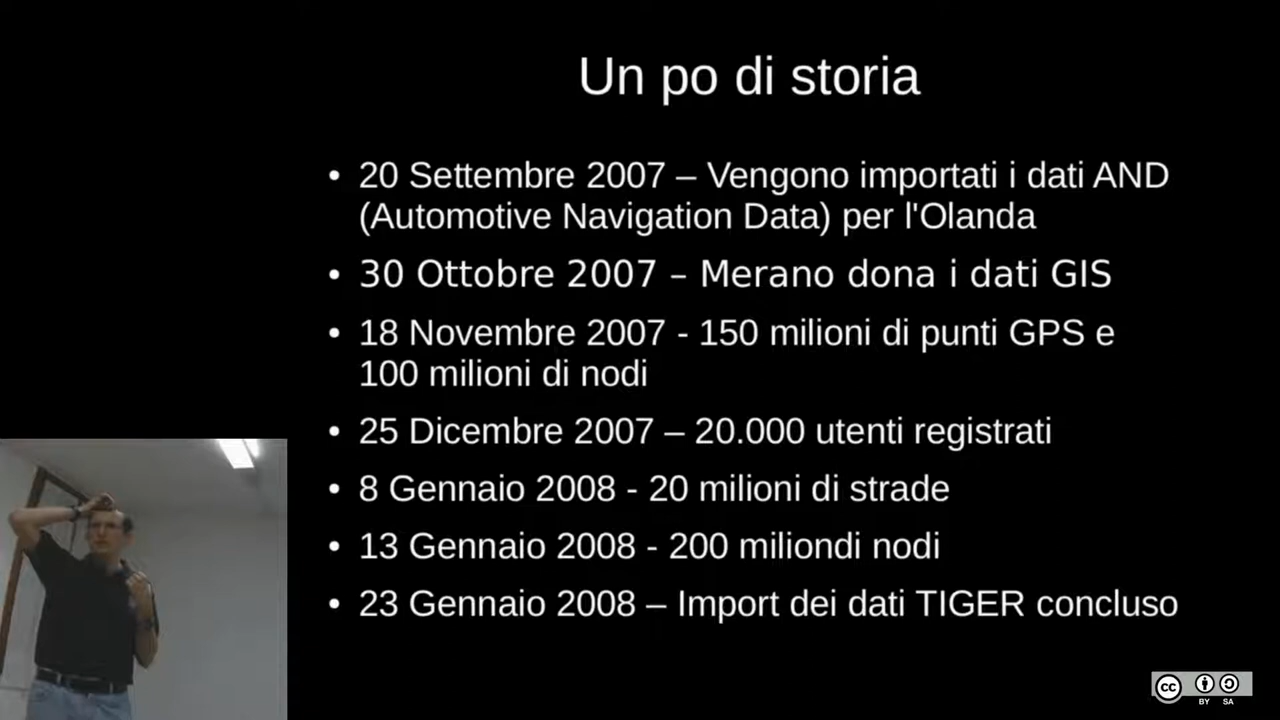 Un po di storia
• 20 Settembre 2007 – Vengono importati i dati AND
(Automotive Navigation Data) per l'Olanda
• 30 Ottobre 2007 – Merano dona i dati GIS
• 18 Novembre 2007 - 150 milioni di punti GPS e
100 milioni di nodi
• 25 Dicembre 2007 – 20.000 utenti registrati
• 8 Gennaio 2008 - 20 milioni di strade
• 13 Gennaio 2008 - 200 miliondi nodi
• 23 Gennaio 2008 – Import dei dati TIGER concluso
cc
BY SA